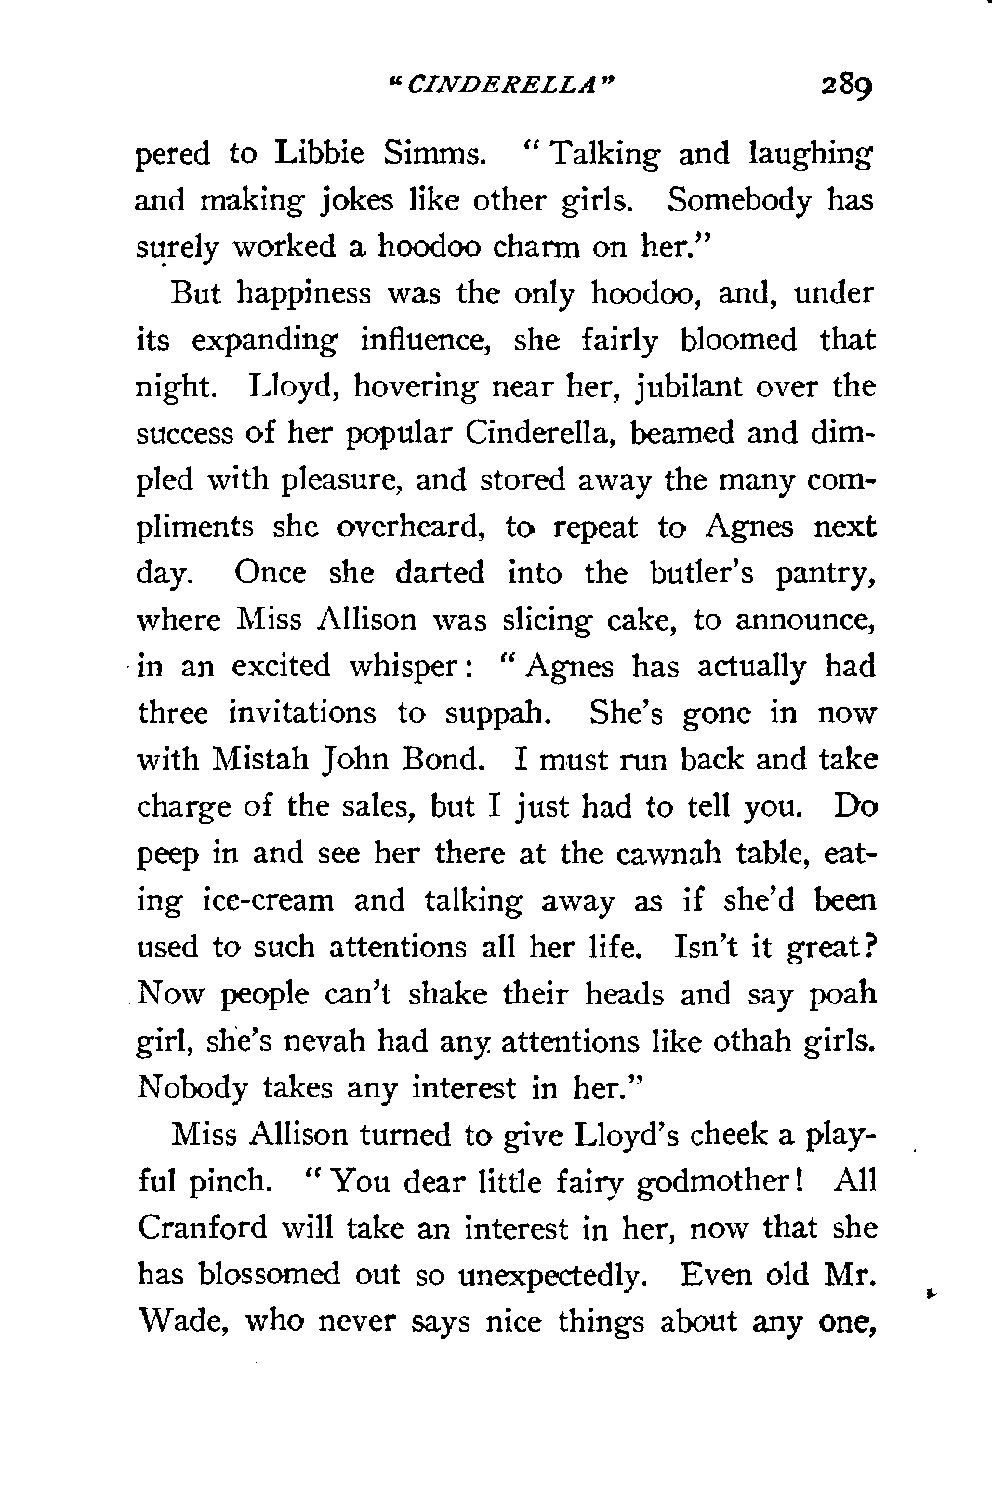 "CINDERELLA" 289
pered to Libbie Simms. "Talking and laughing
and making jokes like other girls. Somebody has
surely worked a hoodoo charm on her."
But happiness was the only hoodoo, and, under
its expanding influence, she fairly bloomed that
night. Lloyd, hovering near her, jubilant over the
success of her popular Cinderella, beamed and dim-
pled with pleasure, and stored away the many com-
pliments she overheard, to repeat to Agnes next
day. Once she darted into the butler's pantry,
where Miss Allison was slicing cake, to announce,
in an excited whisper: "Agnes has actually had
three invitations to suppah. She's gone in now
with Mistah John Bond. I must run back and take
charge of the sales, but I just had to tell you. Do
peep in and see her there at the cawnah table, eat-
ing ice-cream and talking away as if she'd been
used to such attentions all her life. Isn't it great?
Now people can't shake their heads and say poah
girl, she's nevah had any attentions like othah girls.
Nobody takes any interest in her."
Miss Allison turned to give Lloyd's cheek a play-
ful pinch. "You dear little fairy godmother! All
Cranford will take an interest in her, now that she
has blossomed out so unexpectedly. Even old Mr.
Wade, who never says nice things about any one,